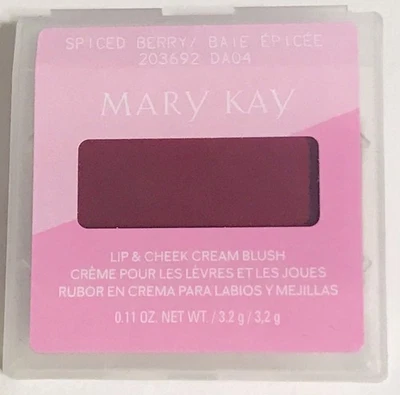 SPICED BERRY/ BAIE ÉPICÉE
203692 DA04
MARY KAY
LIP & CHEEK CREAM BLUSH
CRÈME POUR LES LÈVRES ET LES JOUES
RUBOR EN CREMA PARA LABIOS Y MEJILLAS
0.11 OZ. NET WT. / 3.2 g / 3,2 g